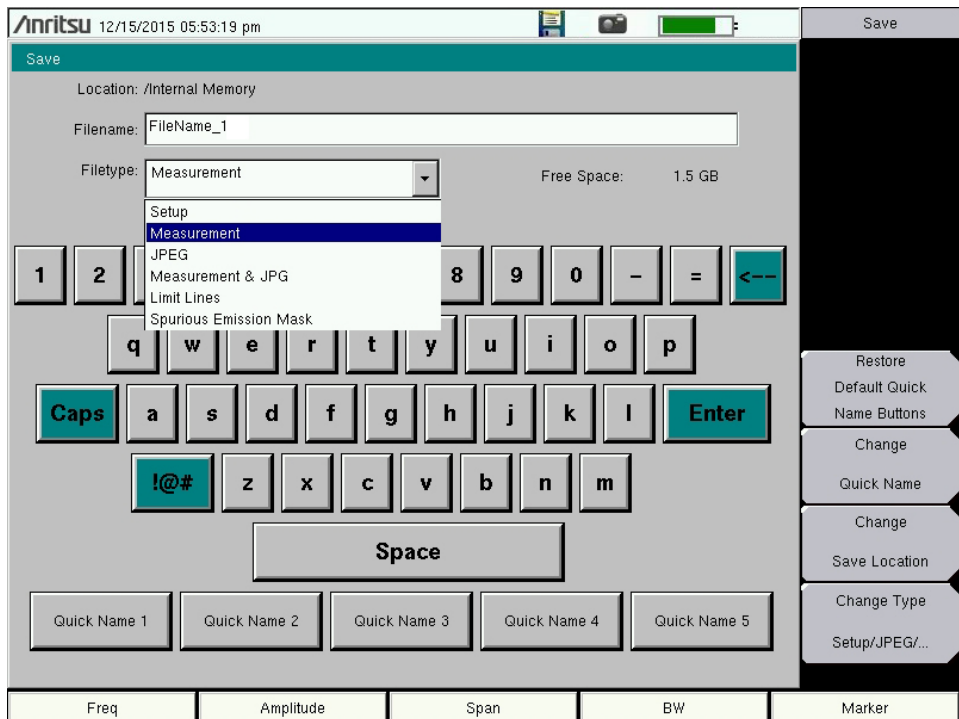 Anritsu 12/15/2015 05:53:19 pm
Save
Save
Location: /Internal Memory
Filename: FileName_1
Filetype: Measurement
Free Space: 1.5 GB
Setup
Measurement
JPEG
Measurement & JPG
Limit Lines
Spurious Emission Mask
1 2 8 9 0 - = <--
q w e r t y u i o p
Caps a s d f g h j k l Enter
!@# z x c v b n m
Space
Quick Name 1 Quick Name 2 Quick Name 3 Quick Name 4 Quick Name 5
Restore
Default Quick
Name Buttons
Change
Quick Name
Change
Save Location
Change Type
Setup/JPEG/...
Freq Amplitude Span BW Marker